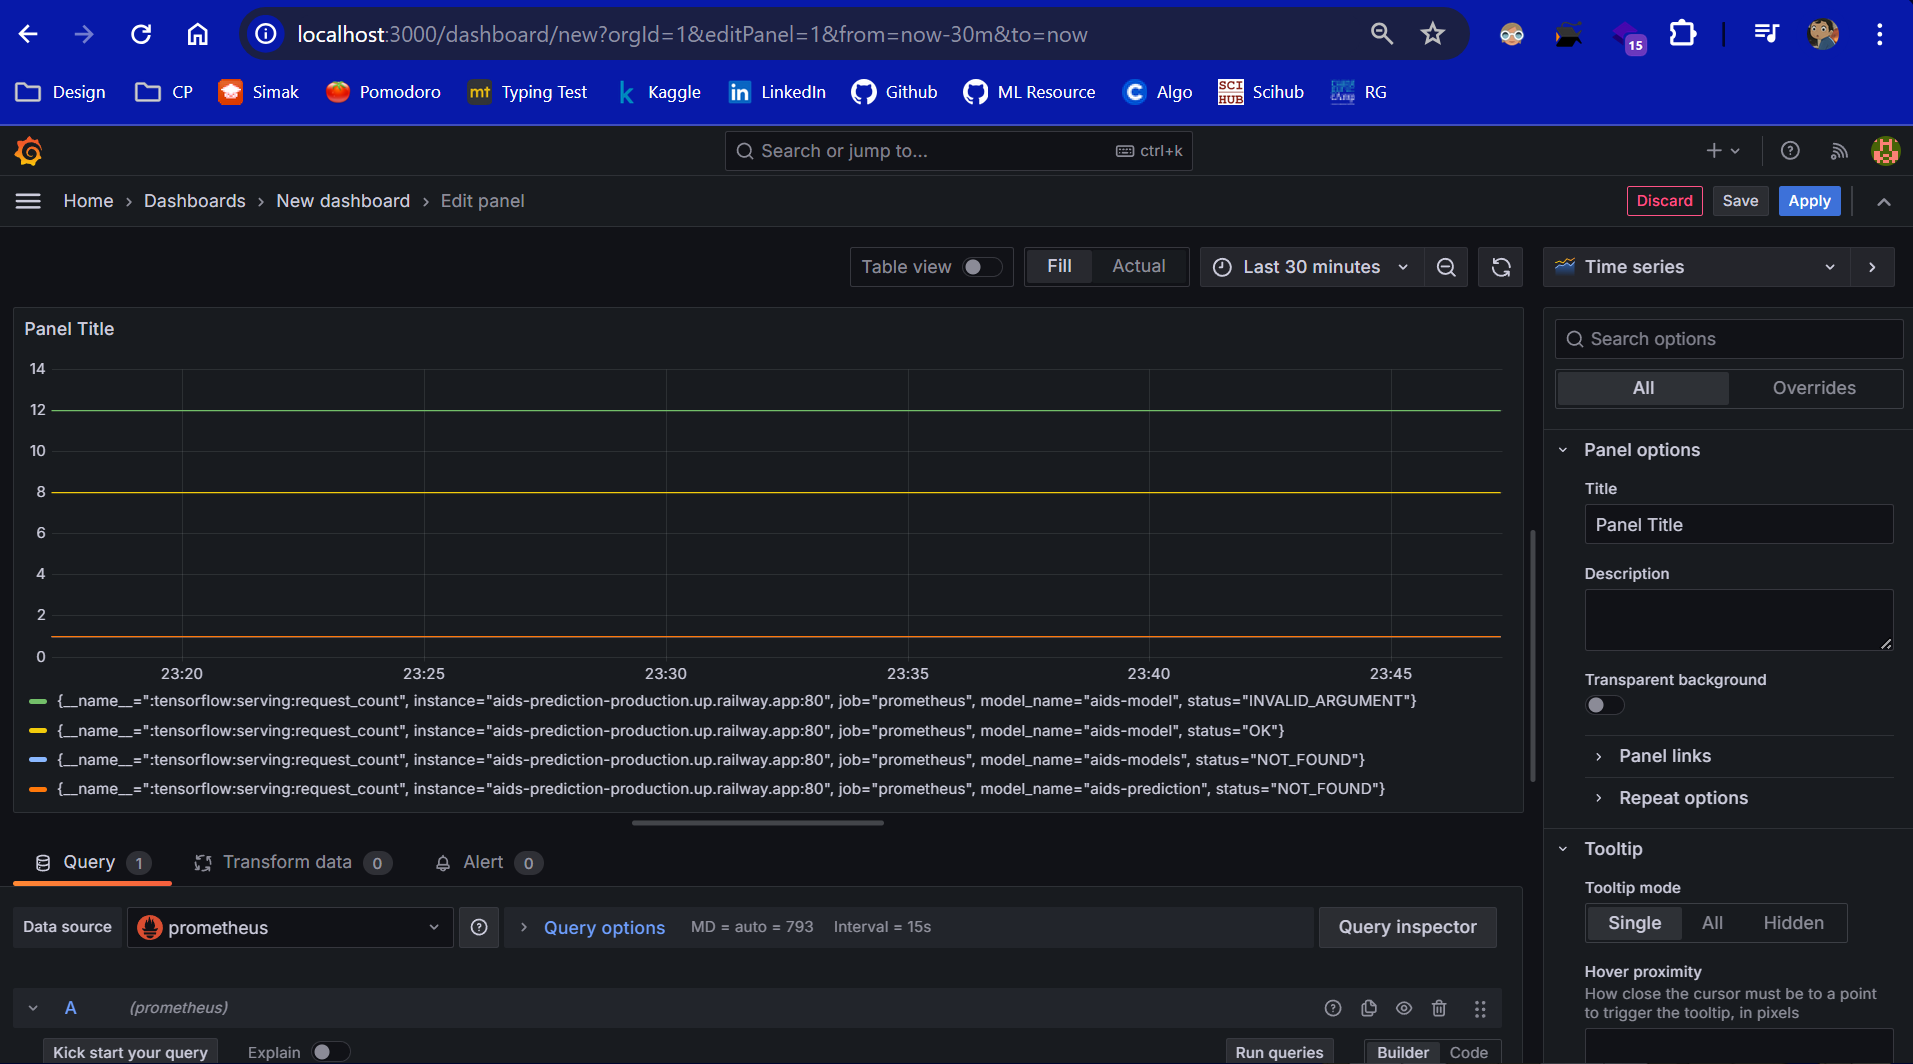 localhost:3000/dashboard/new?orgId=1&editPanel=1&from=now-30m&to=now
15
Design CP Simak Pomodoro mt Typing Test Kaggle LinkedIn Github ML Resource Algo SCI HUB Scihub RG
Search or jump to... ctrl+k
Home › Dashboards › New dashboard › Edit panel
Discard Save Apply
Table view Fill Actual Last 30 minutes Time series
Panel Title
14
12
10
8
6
4
2
0
23:20 23:25 23:30 23:35 23:40 23:45
{__name__=":tensorflow:serving:request_count", instance="aids-prediction-production.up.railway.app:80", job="prometheus", model_name="aids-model", status="INVALID_ARGUMENT"}
{__name__=":tensorflow:serving:request_count", instance="aids-prediction-production.up.railway.app:80", job="prometheus", model_name="aids-model", status="OK"}
{__name__=":tensorflow:serving:request_count", instance="aids-prediction-production.up.railway.app:80", job="prometheus", model_name="aids-models", status="NOT_FOUND"}
{__name__=":tensorflow:serving:request_count", instance="aids-prediction-production.up.railway.app:80", job="prometheus", model_name="aids-prediction", status="NOT_FOUND"}
Query 1 Transform data 0 Alert 0
Data source prometheus Query options MD = auto = 793 Interval = 15s Query inspector
A (prometheus)
Kick start your query Explain Run queries Builder Code
Search options
All Overrides
Panel options
Title
Panel Title
Description
Transparent background
Panel links
Repeat options
Tooltip
Tooltip mode
Single All Hidden
Hover proximity
How close the cursor must be to a point
to trigger the tooltip, in pixels